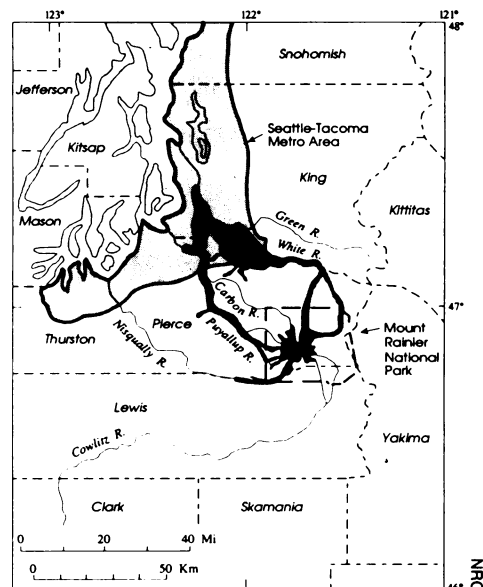 123°
122°
121°
48°
Snohomish
Jefferson
Seattle-Tacoma
Metro Area
Kitsap
King
Kittitas
Mason
Green R.
White R.
47°
Carbon R.
Mount
Rainier
National
Park
Thurston
Nisqually R.
Pierce
Puyallup R.
Lewis
Yakima
Cowlitz R.
Clark
Skamania
0 20 40 Mi
0 50 Km
46°
NRC